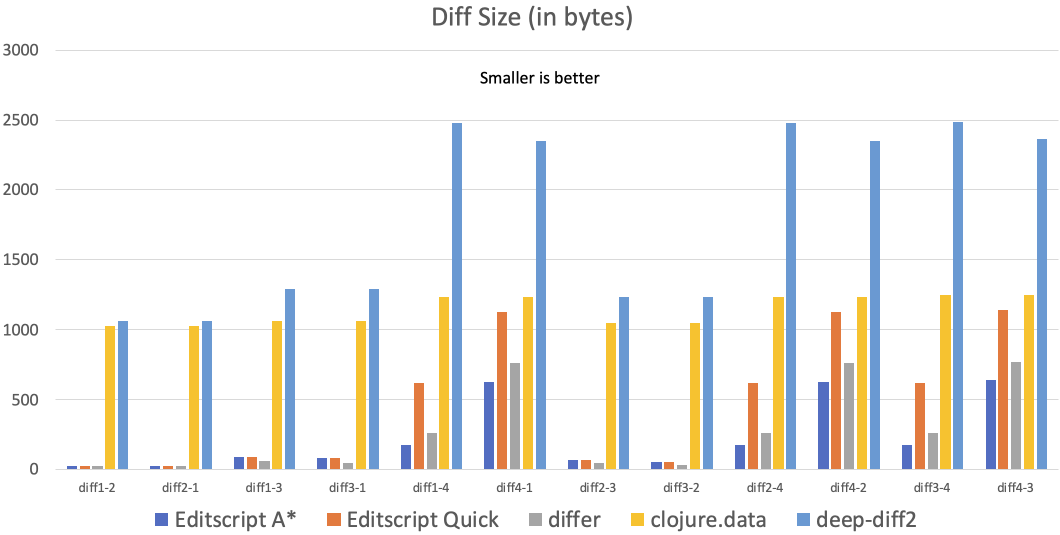 Diff Size (in bytes)
3000
Smaller is better
2500
2000
1500
1000
500
0
diff1-2 diff2-1 diff1-3 diff3-1 diff1-4 diff4-1 diff2-3 diff3-2 diff2-4 diff4-2 diff3-4 diff4-3
Editscript A* Editscript Quick differ clojure.data deep-diff2